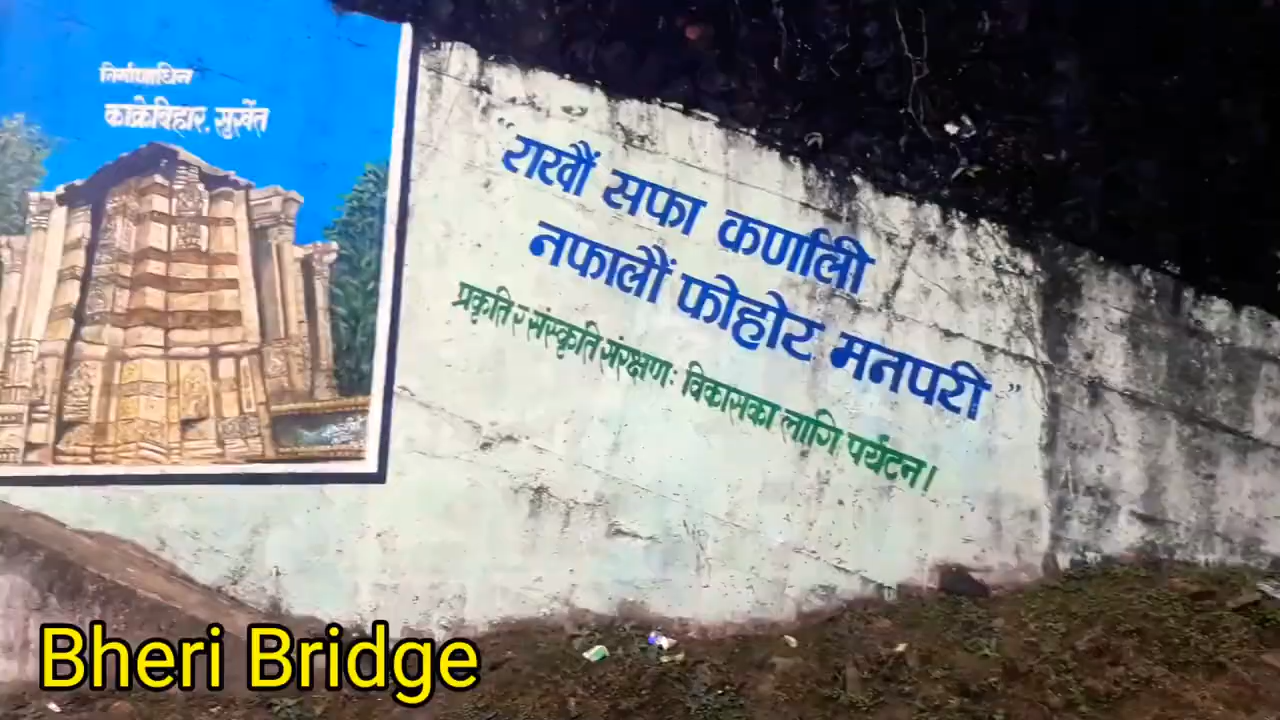 निर्माणाधिन
काक्रेविहार, सुर्खेत
"राखौं सफा कर्णाली
नफालौं फोहोर मनपरी"
प्रकृति र संस्कृति संरक्षण: विकासका लागि पर्यटन।
Bheri Bridge